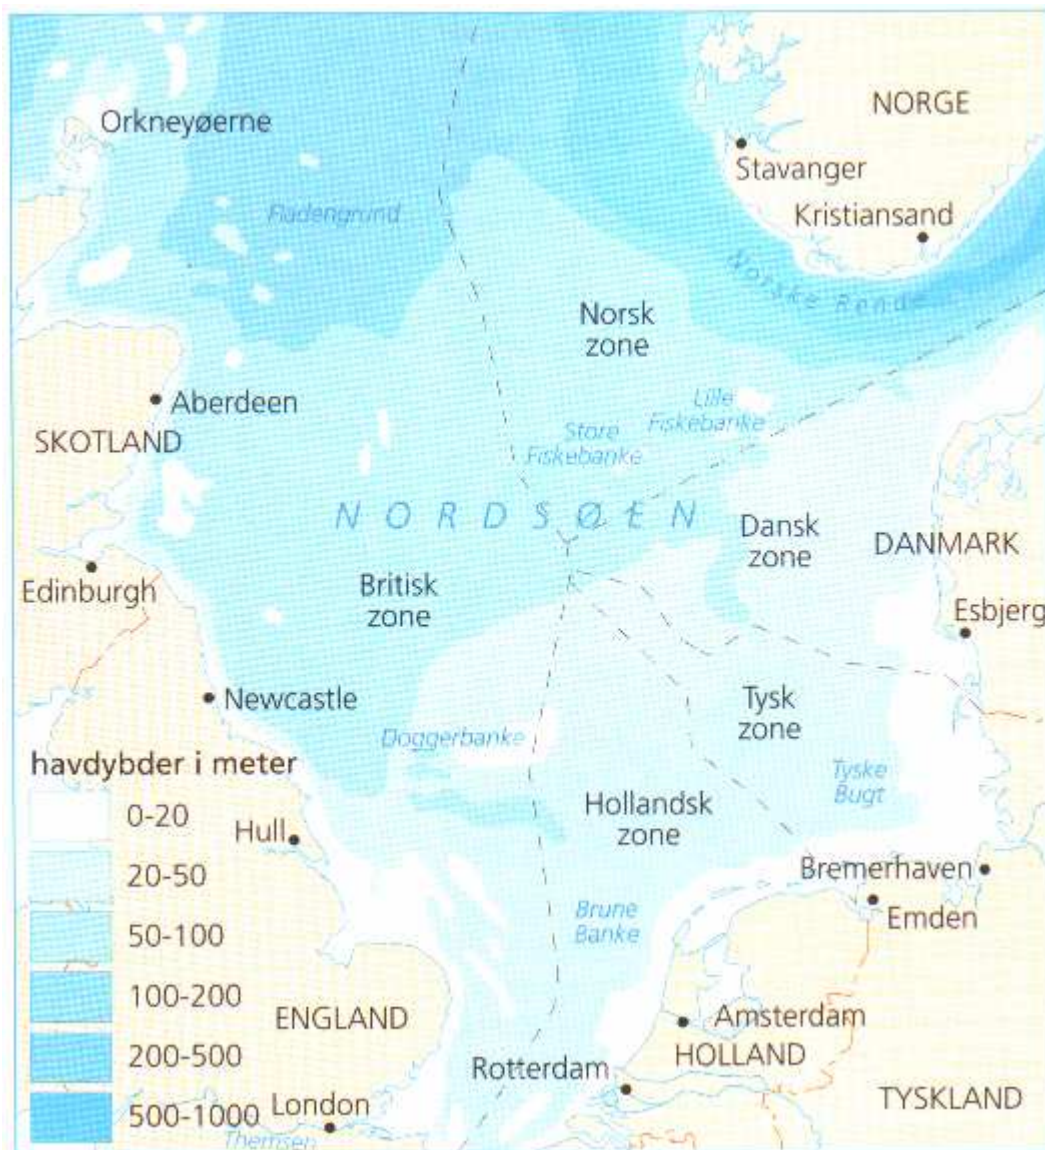 NORGE
Orkneyøerne
Stavanger
Fladengrund
Kristiansand
Norske Rende
Norsk
zone
Aberdeen
Lille
Fiskebanke
SKOTLAND
Store
Fiskebanke
NORDSØEN
Dansk
zone
DANMARK
Edinburgh
Britisk
zone
Esbjerg
Newcastle
Tysk
zone
Doggerbanke
havdybder i meter
Tyske
Bugt
0-20
Hull
Hollandsk
zone
20-50
Bremerhaven
Emden
50-100
Brune
Banke
100-200
ENGLAND
Amsterdam
HOLLAND
200-500
Rotterdam
TYSKLAND
500-1000
London
Themsen